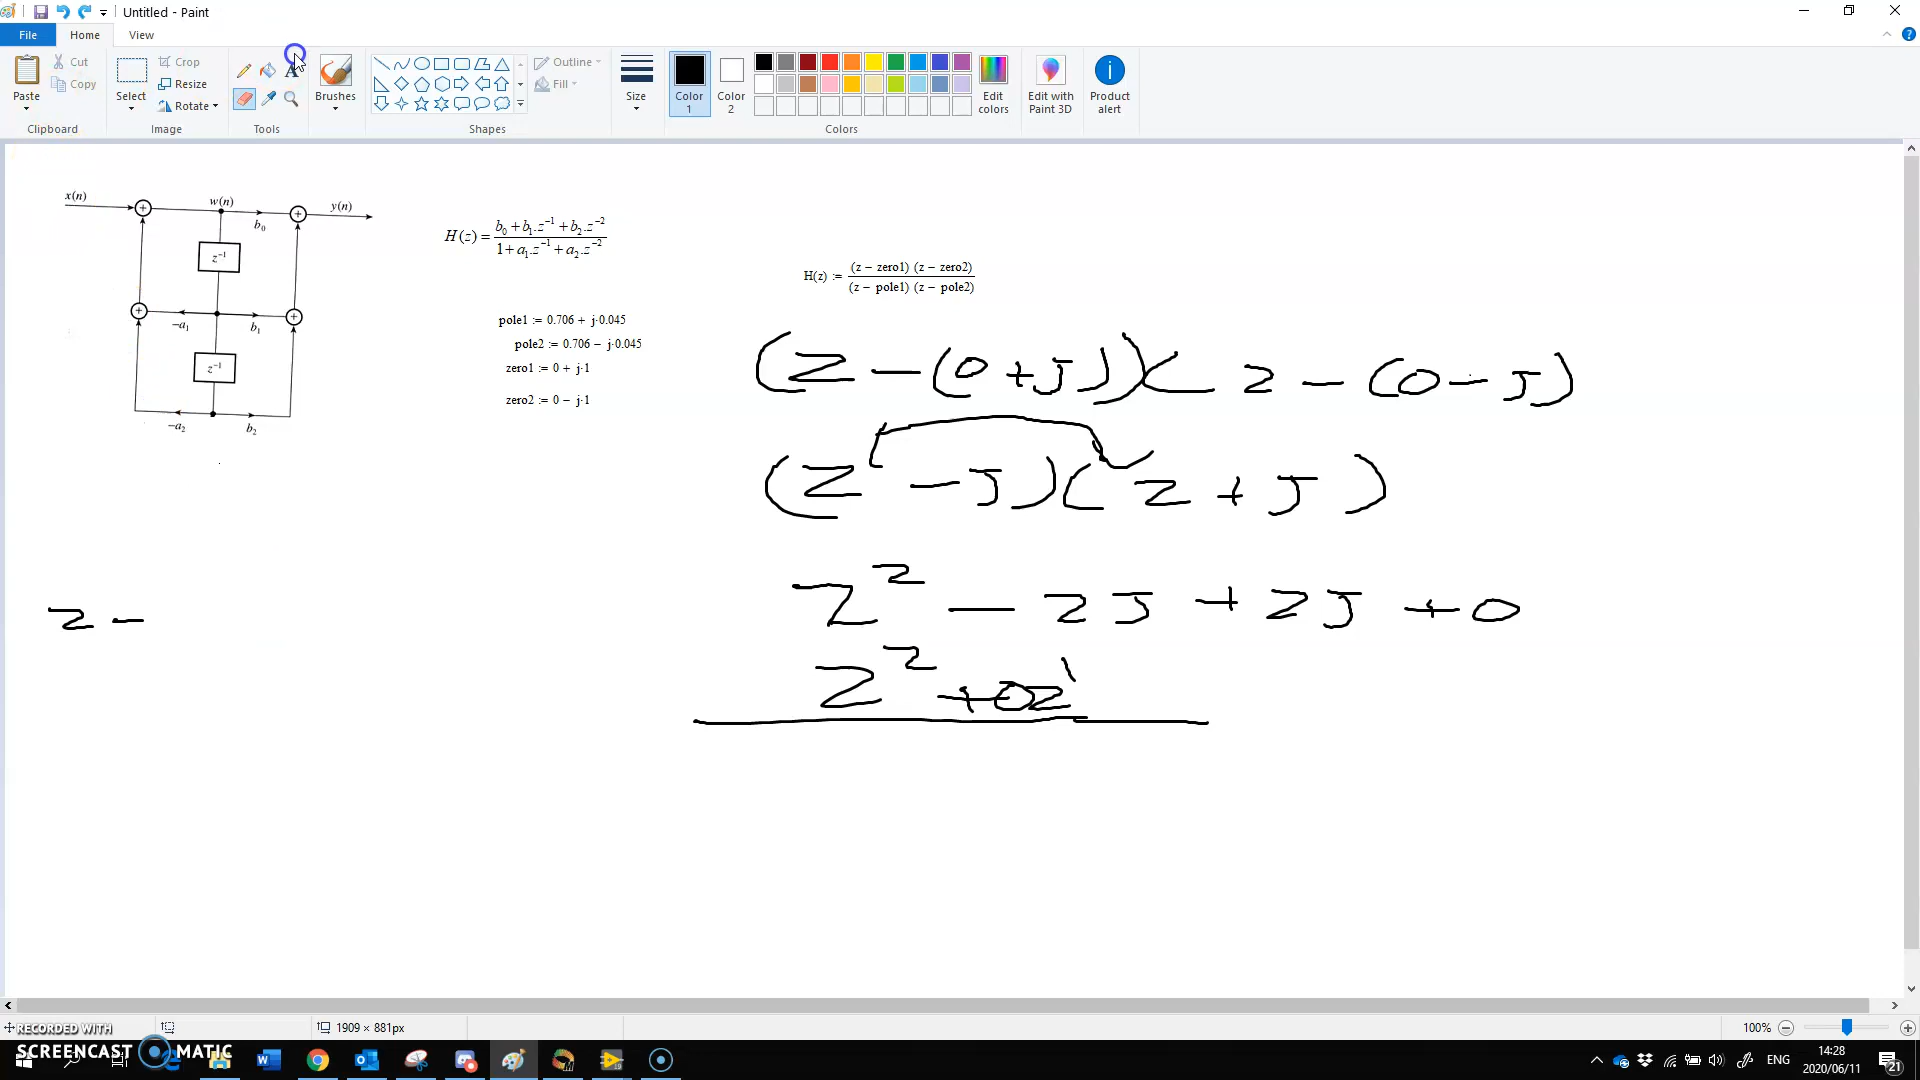 Untitled - Paint
File Home View
Paste Cut Copy Clipboard
Select Crop Resize Rotate Image
Tools
Brushes
Shapes
Outline Fill
Size
Color 1
Color 2
Edit colors
Colors
Edit with Paint 3D
Product alert
x(n) w(n) y(n)
b₀
z⁻¹
-a₁ b₁
z⁻¹
-a₂ b₂
H(z) = (b₀ + b₁.z⁻¹ + b₂.z⁻²) / (1 + a₁.z⁻¹ + a₂.z⁻²)
H(z) := (z - zero1) (z - zero2) / (z - pole1) (z - pole2)
pole1 := 0.706 + j·0.045
pole2 := 0.706 - j·0.045
zero1 := 0 + j·1
zero2 := 0 - j·1
(z - (0 + J))(z - (0 - J)
(z - J)(z + J)
z² - zJ + zJ + 0
z² + 0z¹
z -
1909 × 881px
100%
RECORDED WITH
SCREENCAST MATIC
ENG
14:28
2020/06/11
21